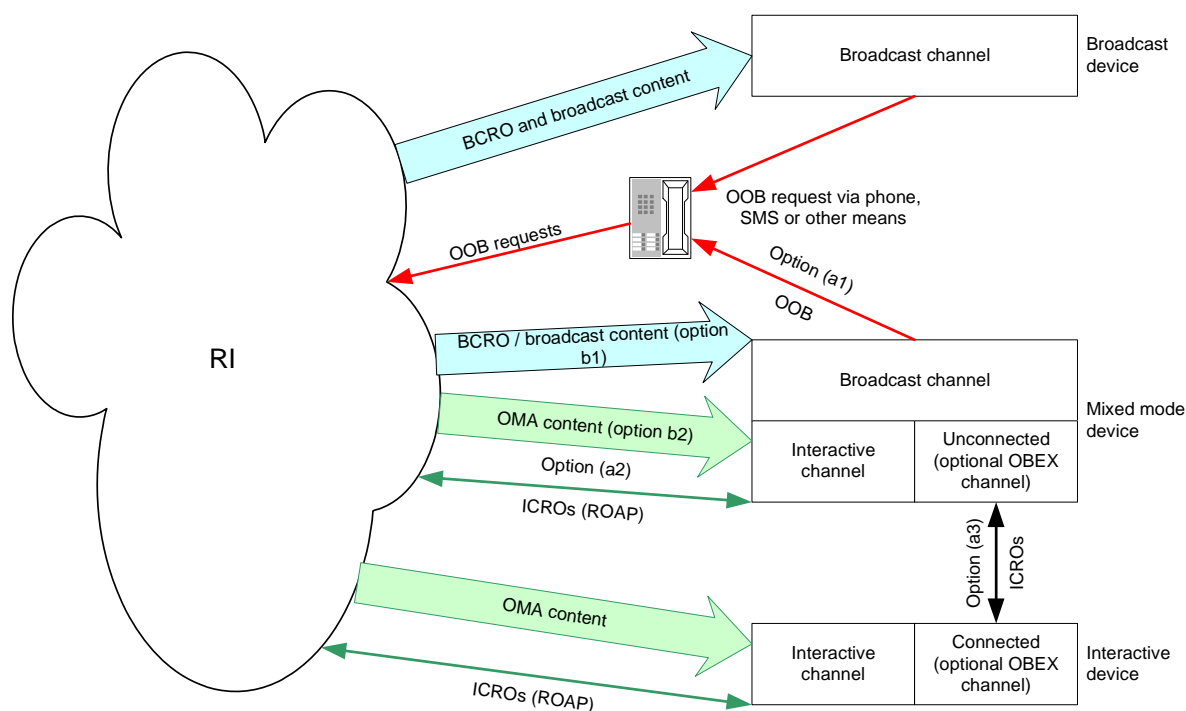 Broadcast channel
Broadcast
device
BCRO and broadcast content
OOB request via phone,
SMS or other means
OOB requests
Option (a1)
OOB
RI
BCRO / broadcast content (option
b1)
Broadcast channel
Mixed mode
device
OMA content (option b2)
Interactive
channel
Unconnected
(optional OBEX
channel)
Option (a2)
ICROs (ROAP)
Option (a3)
ICROs
OMA content
Interactive
channel
Connected
(optional OBEX
channel)
Interactive
device
ICROs (ROAP)